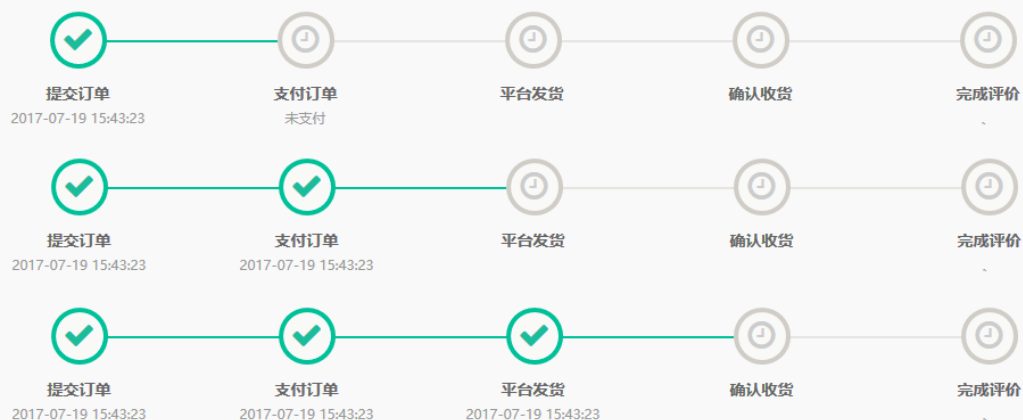 提交订单 支付订单 平台发货 确认收货 完成评价
2017-07-19 15:43:23 未支付 、
提交订单 支付订单 平台发货 确认收货 完成评价
2017-07-19 15:43:23 2017-07-19 15:43:23 、
提交订单 支付订单 平台发货 确认收货 完成评价
2017-07-19 15:43:23 2017-07-19 15:43:23 2017-07-19 15:43:23